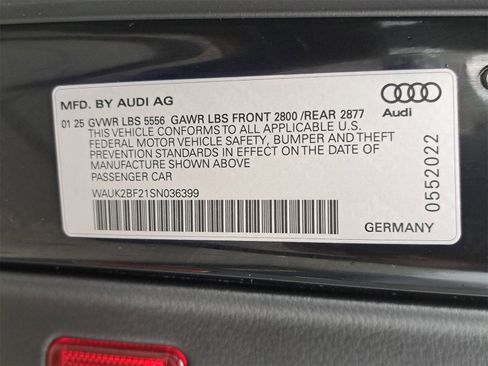 MFD. BY AUDI AG
Audi
01 25 GVWR LBS 5556 GAWR LBS FRONT 2800 /REAR 2877
THIS VEHICLE CONFORMS TO ALL APPLICABLE U.S.
FEDERAL MOTOR VEHICLE SAFETY, BUMPER AND THEFT
PREVENTION STANDARDS IN EFFECT ON THE DATE OF
MANUFACTURE SHOWN ABOVE
PASSENGER CAR
WAUK2BF21SN036399
0552022
GERMANY